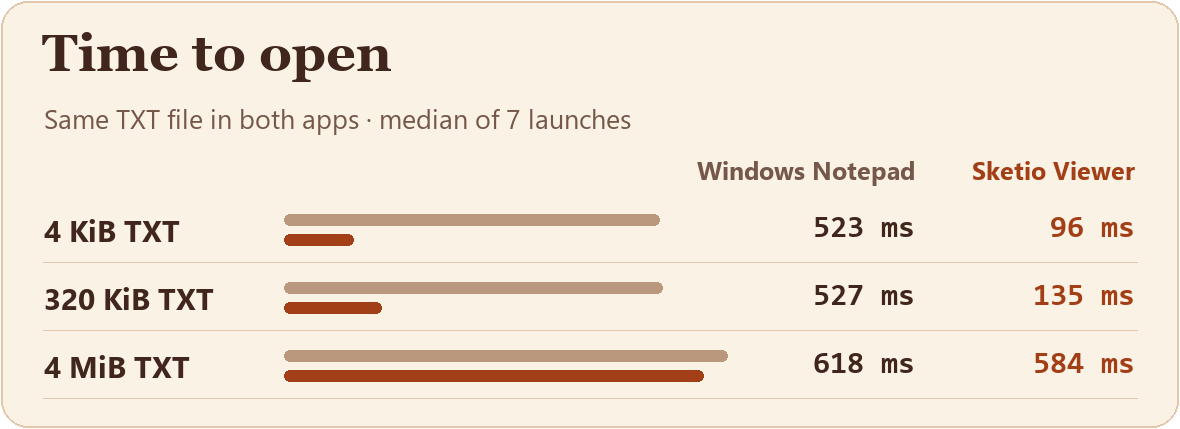 Time to open
Same TXT file in both apps · median of 7 launches
Windows Notepad Sketio Viewer
4 KiB TXT 523 ms 96 ms
320 KiB TXT 527 ms 135 ms
4 MiB TXT 618 ms 584 ms